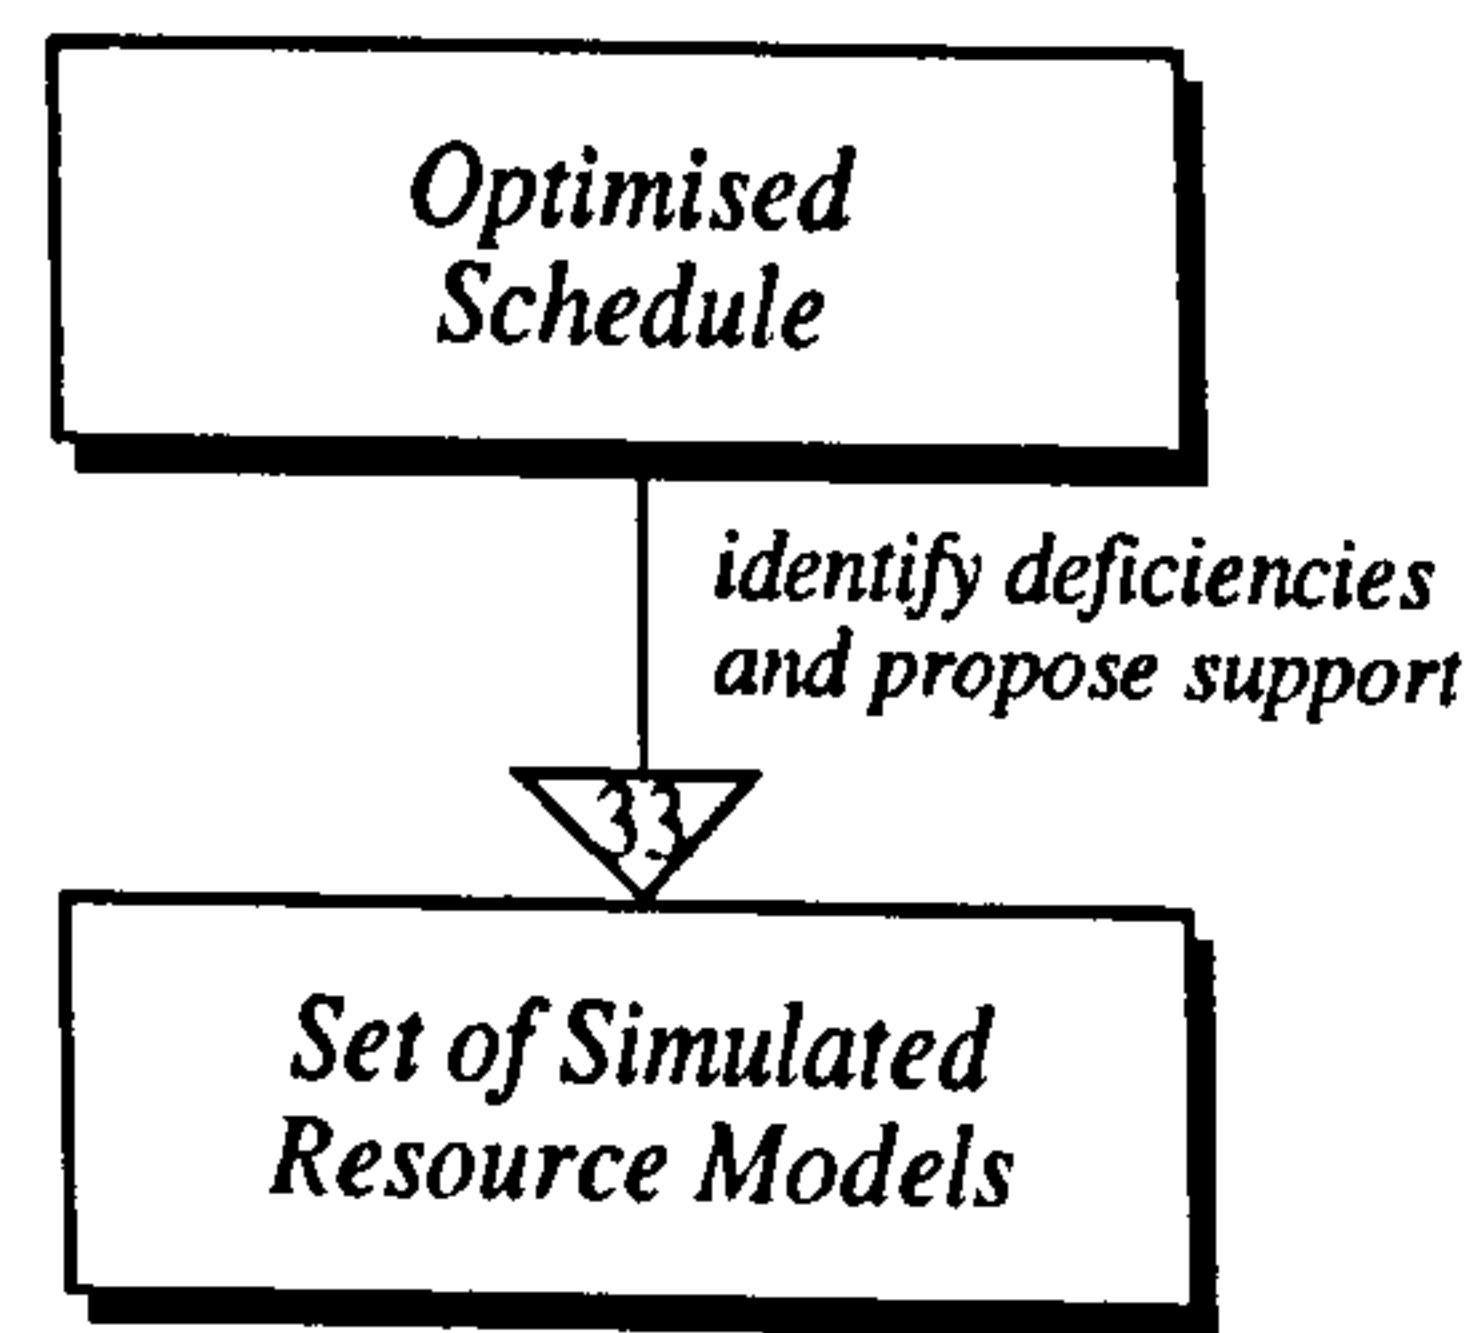 Optimised
Schedule
identify deficiencies
and propose support
33
Set of Simulated
Resource Models